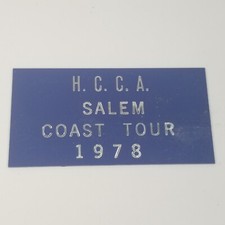 H. C. C. A.
SALEM
COAST TOUR
1978